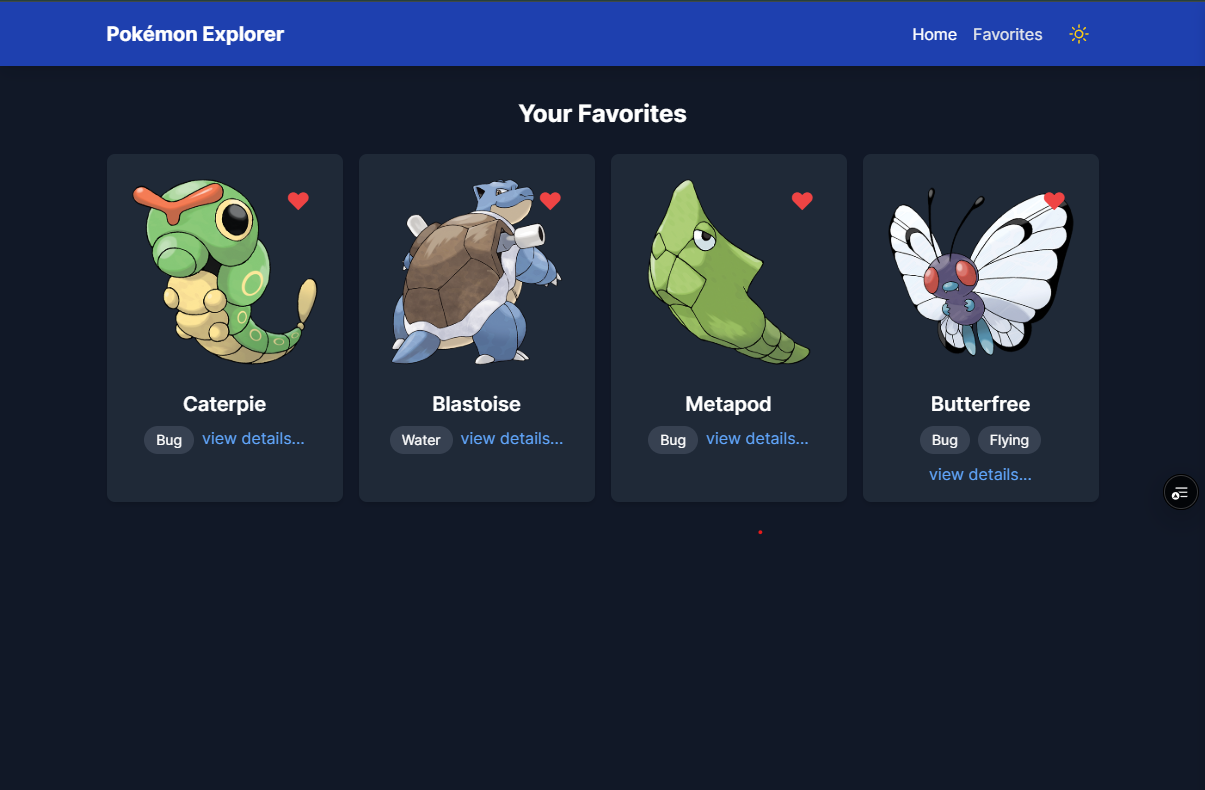 Pokémon Explorer
Home Favorites
Your Favorites
Caterpie
Bug view details...
Blastoise
Water view details...
Metapod
Bug view details...
Butterfree
Bug Flying
view details...